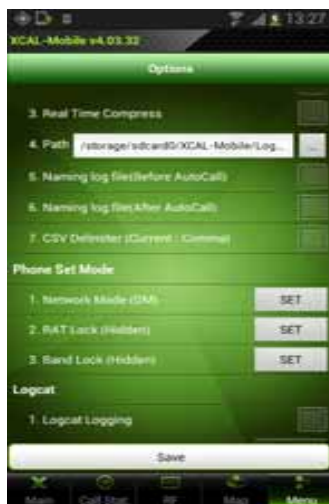 13:27
XCAL-Mobile v4.03.32
Options
3. Real Time Compress
4. Path /storage/sdcard0/XCAL-Mobile/Log... ...
5. Naming log file(Before AutoCall)
6. Naming log file(After AutoCall)
7. CSV Delimiter (Current : Comma)
Phone Set Mode
1. Network Mode (DM) SET
2. RAT Lock (Hidden) SET
3. Band Lock (Hidden) SET
Logcat
1. Logcat Logging
Save
Main Call Stat. RF Map Menu